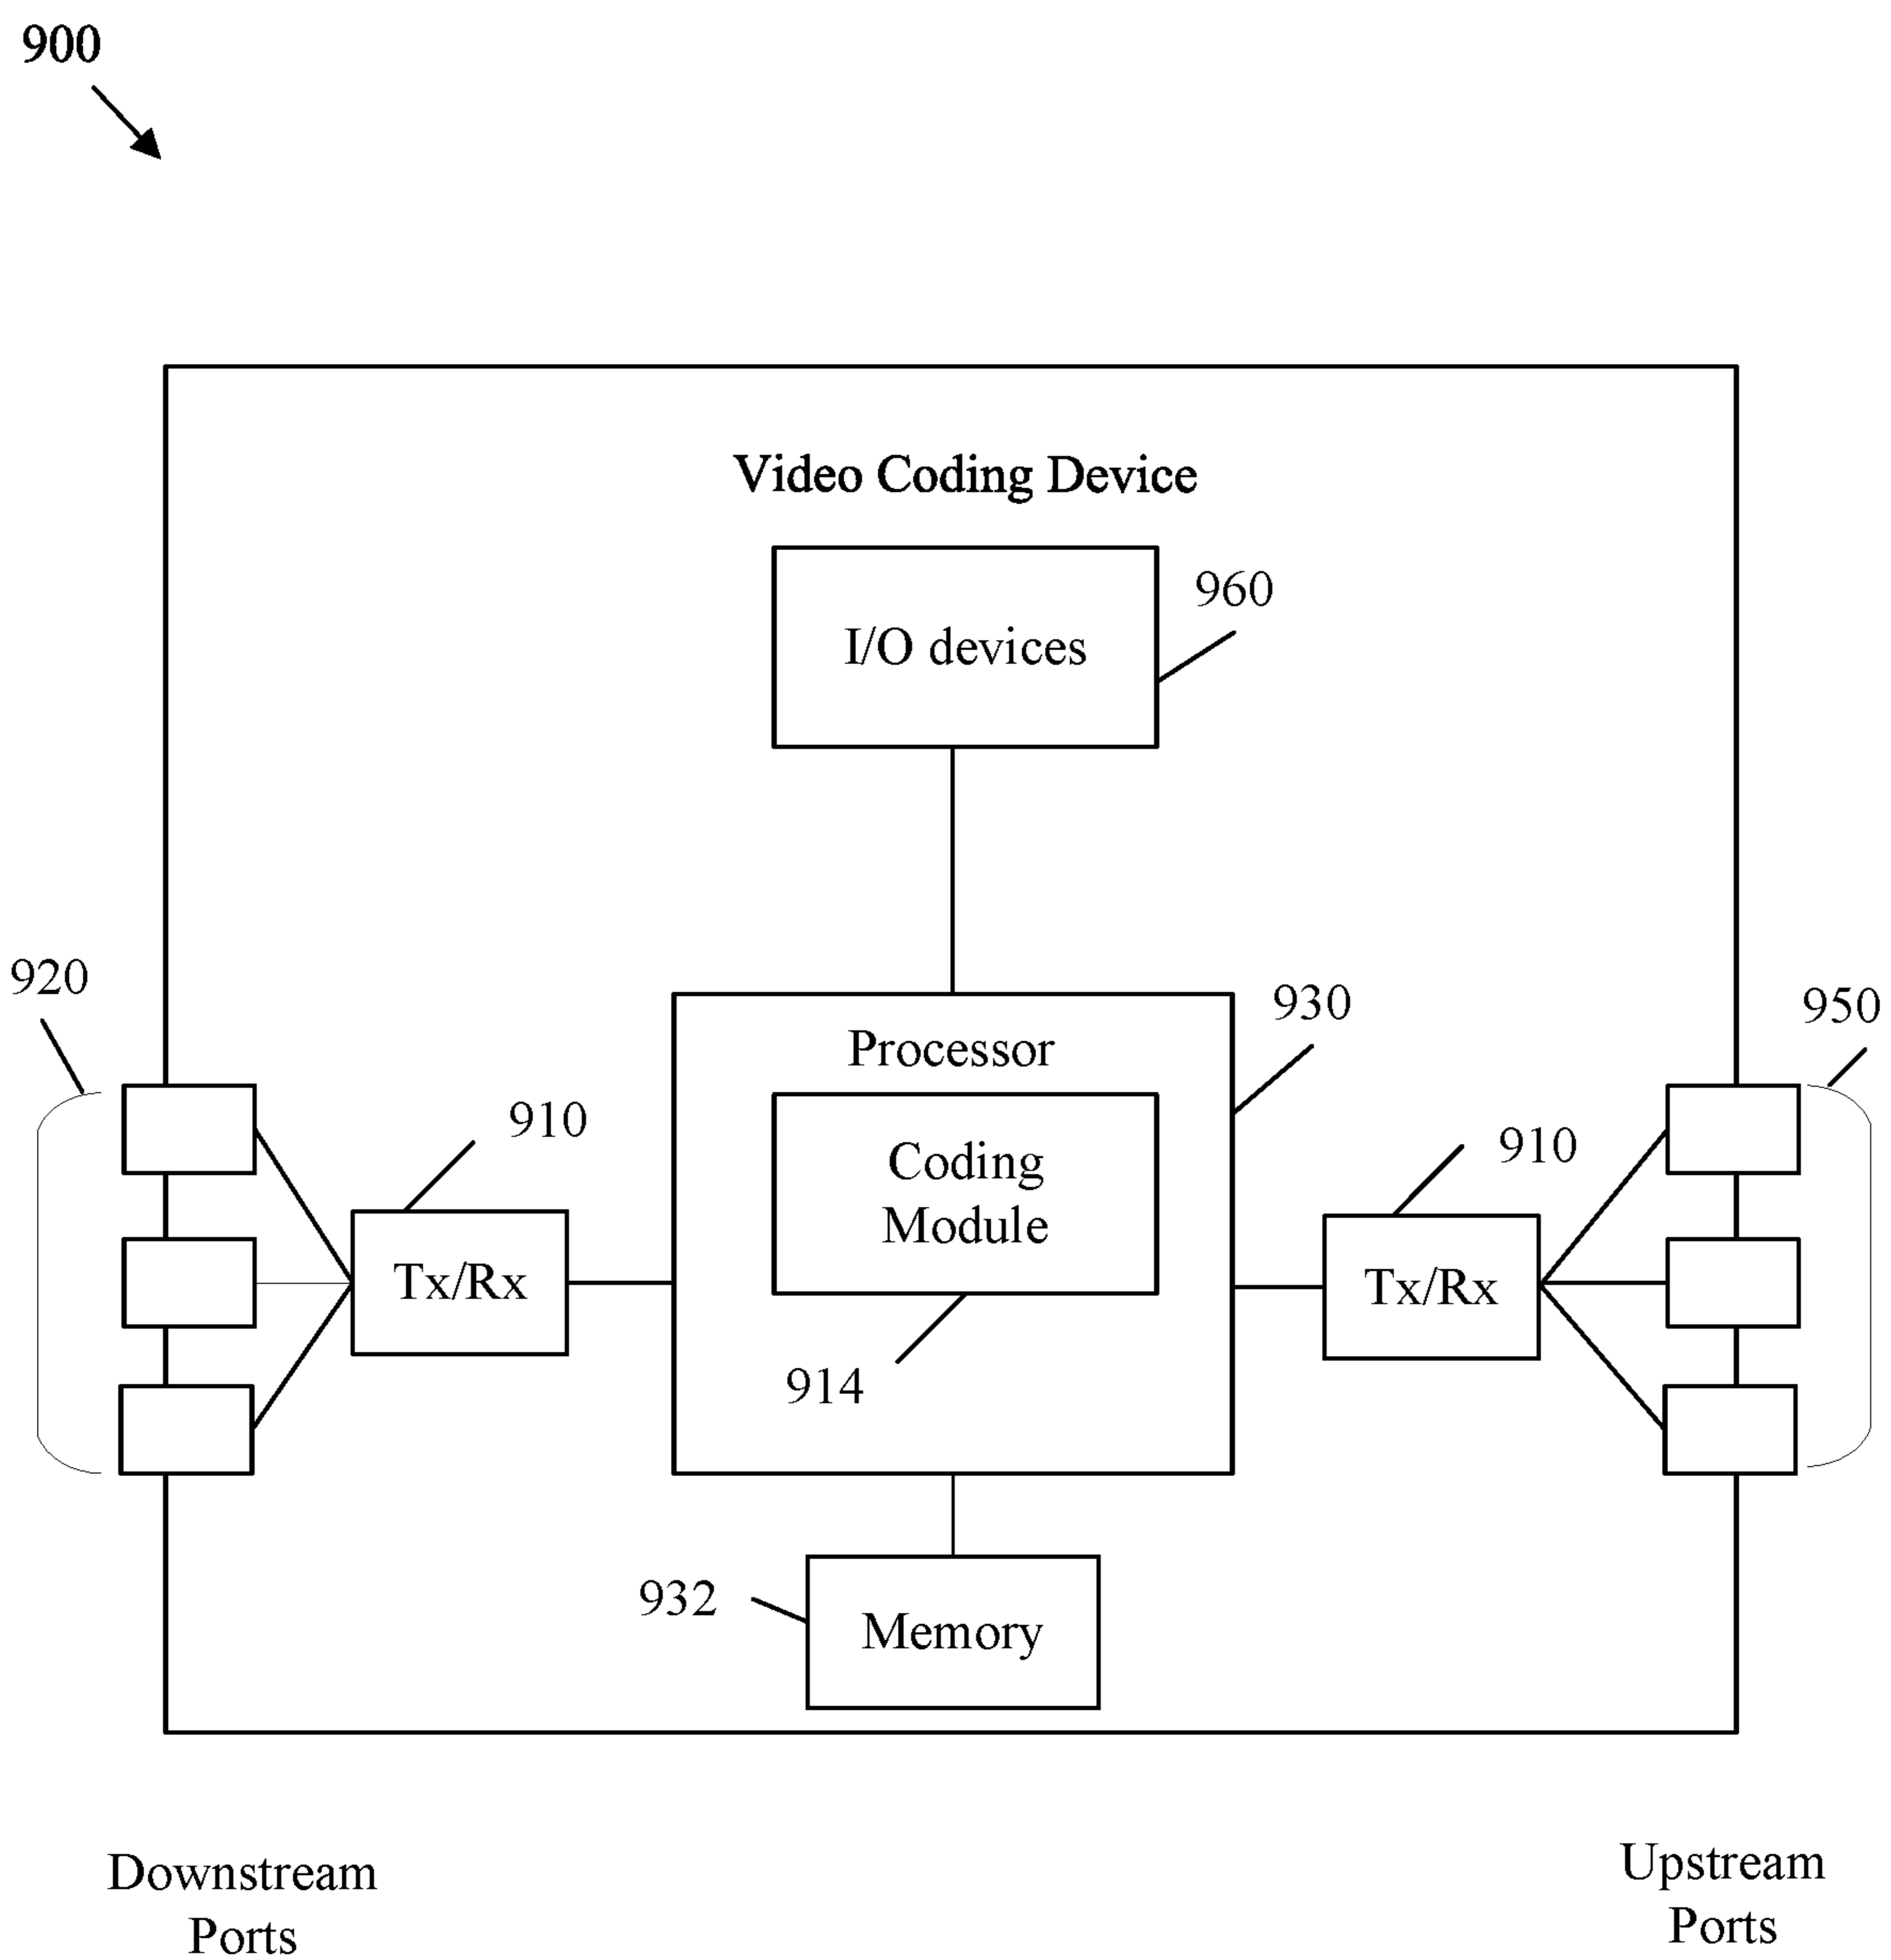 900
Video Coding Device
I/O devices
960
920
Processor
930
950
910
Coding
Module
910
Tx/Rx
Tx/Rx
914
932
Memory
Downstream
Ports
Upstream
Ports